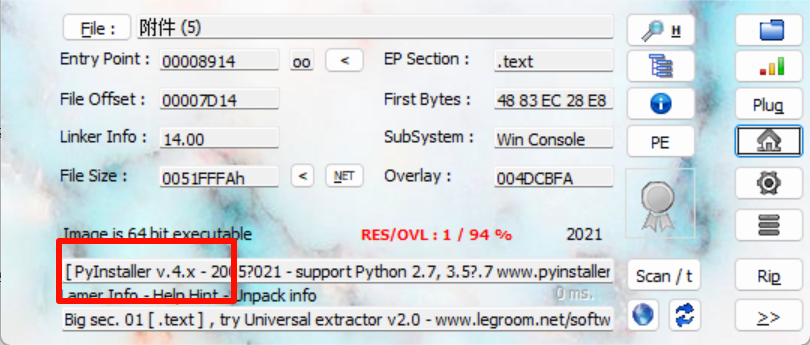 File : 附件 (5) H
Entry Point : 00008914 oo < EP Section : .text
File Offset : 00007D14 First Bytes : 48 83 EC 28 E8 Plug
Linker Info : 14.00 SubSystem : Win Console PE
File Size : 0051FFFAh < NET Overlay : 004DCBFA
Image is 64 bit executable RES/OVL : 1 / 94 % 2021
[ PyInstaller v.4.x - 2005?021 - support Python 2.7, 3.5?.7 www.pyinstaller Scan / t Rip
amer Info - Help Hint - Unpack info 0 ms.
Big sec. 01 [ .text ] , try Universal extractor v2.0 - www.legroom.net/softw >>